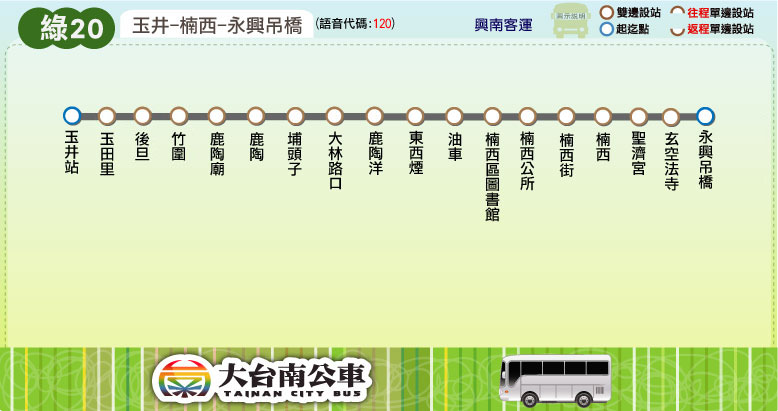 綠20
玉井-楠西-永興吊橋
(語音代碼:120)
興南客運
圖示說明
雙邊設站
往程單邊設站
起迄點
返程單邊設站
玉井站
玉田里
後旦
竹圍
鹿陶廟
鹿陶
埔頭子
大林路口
鹿陶洋
東西煙
油車
楠西區圖書館
楠西公所
楠西街
楠西
聖濟宮
玄空法寺
永興吊橋
大台南公車
TAINAN CITY BUS